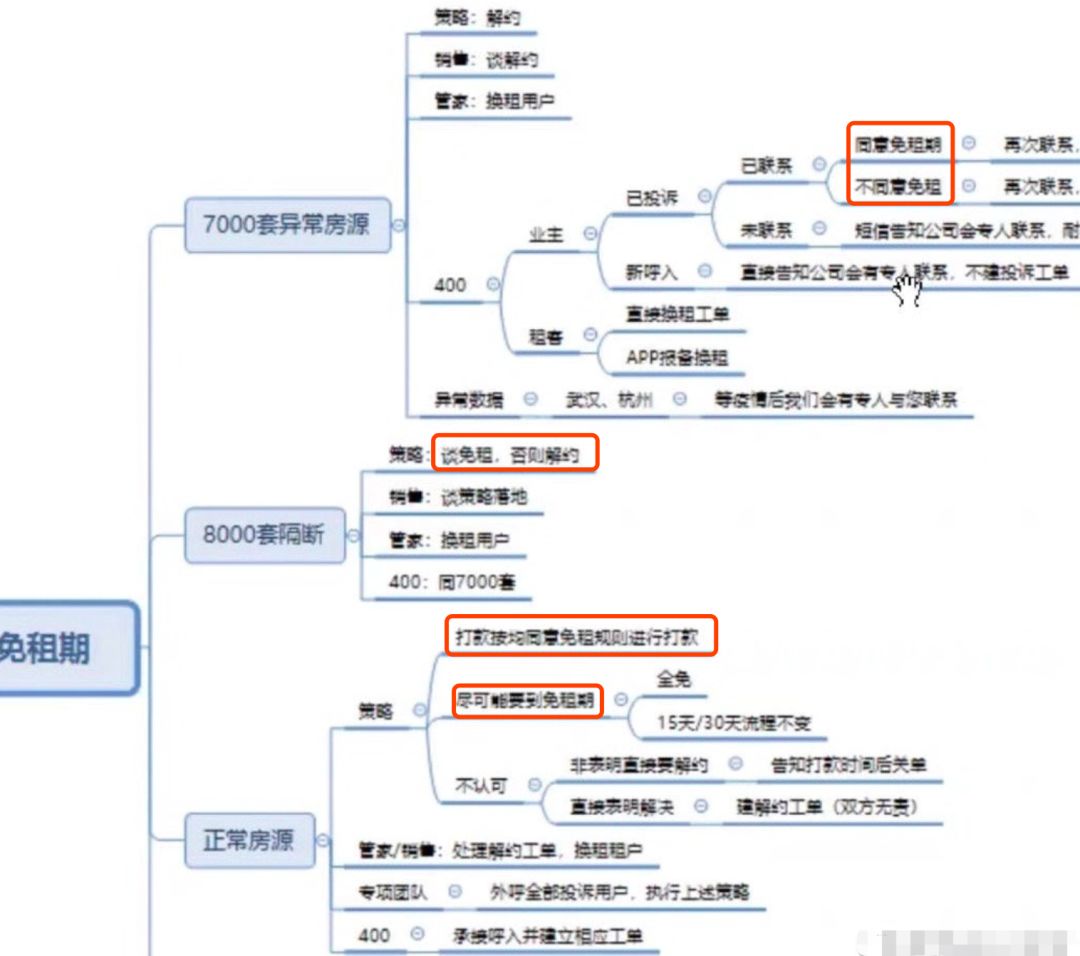 策略：解约
销售：谈解约
管家：换租用户
同意免租期
再次联系，
已联系
不同意免租
再次联系，
已投诉
未联系
短信告知公司会专人联系，耐
业主
新呼入
直接告知公司会有专人联系，不建投诉工单
7000套异常房源
400
直接换租工单
租客
APP报备换租
异常数据
武汉、杭州
等疫情后我们会有专人与您联系
策略：谈免租，否则解约
销售：谈策略落地
8000套隔断
管家：换租用户
400：同7000套
免租期
打款按均同意免租规则进行打款
全免
尽可能要到免租期
策略
15天/30天流程不变
非表明直接要解约
告知打款时间后关单
不认可
直接表明解决
建解约工单（双方无责）
正常房源
管家/销售：处理解约工单，换租租户
专项团队
外呼全部投诉用户，执行上述策略
400
承接呼入并建立相应工单